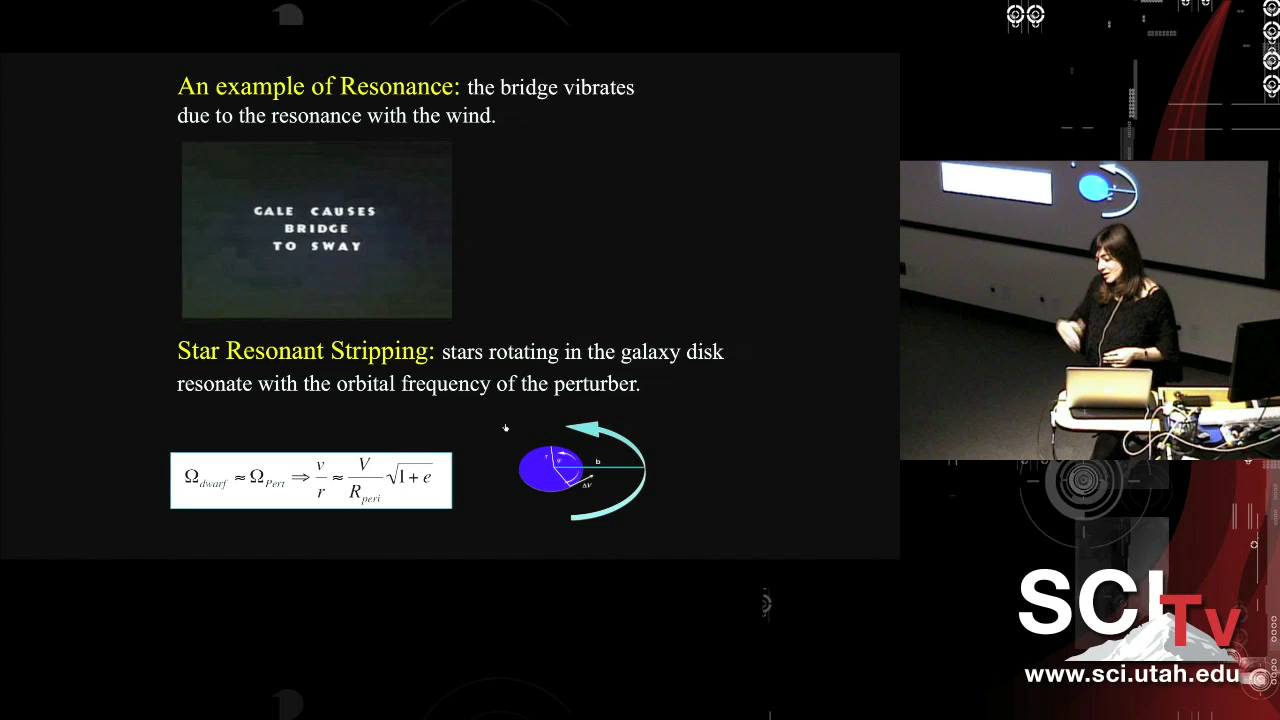 An example of Resonance: the bridge vibrates
due to the resonance with the wind.
GALE CAUSES
BRIDGE
TO SWAY
Star Resonant Stripping: stars rotating in the galaxy disk
resonate with the orbital frequency of the perturber.
Ω_dwarf ≈ Ω_Pert ⇒ v/r ≈ V/R_peri √(1 + e)
r φ b
ΔV
SCI Tv
www.sci.utah.edu